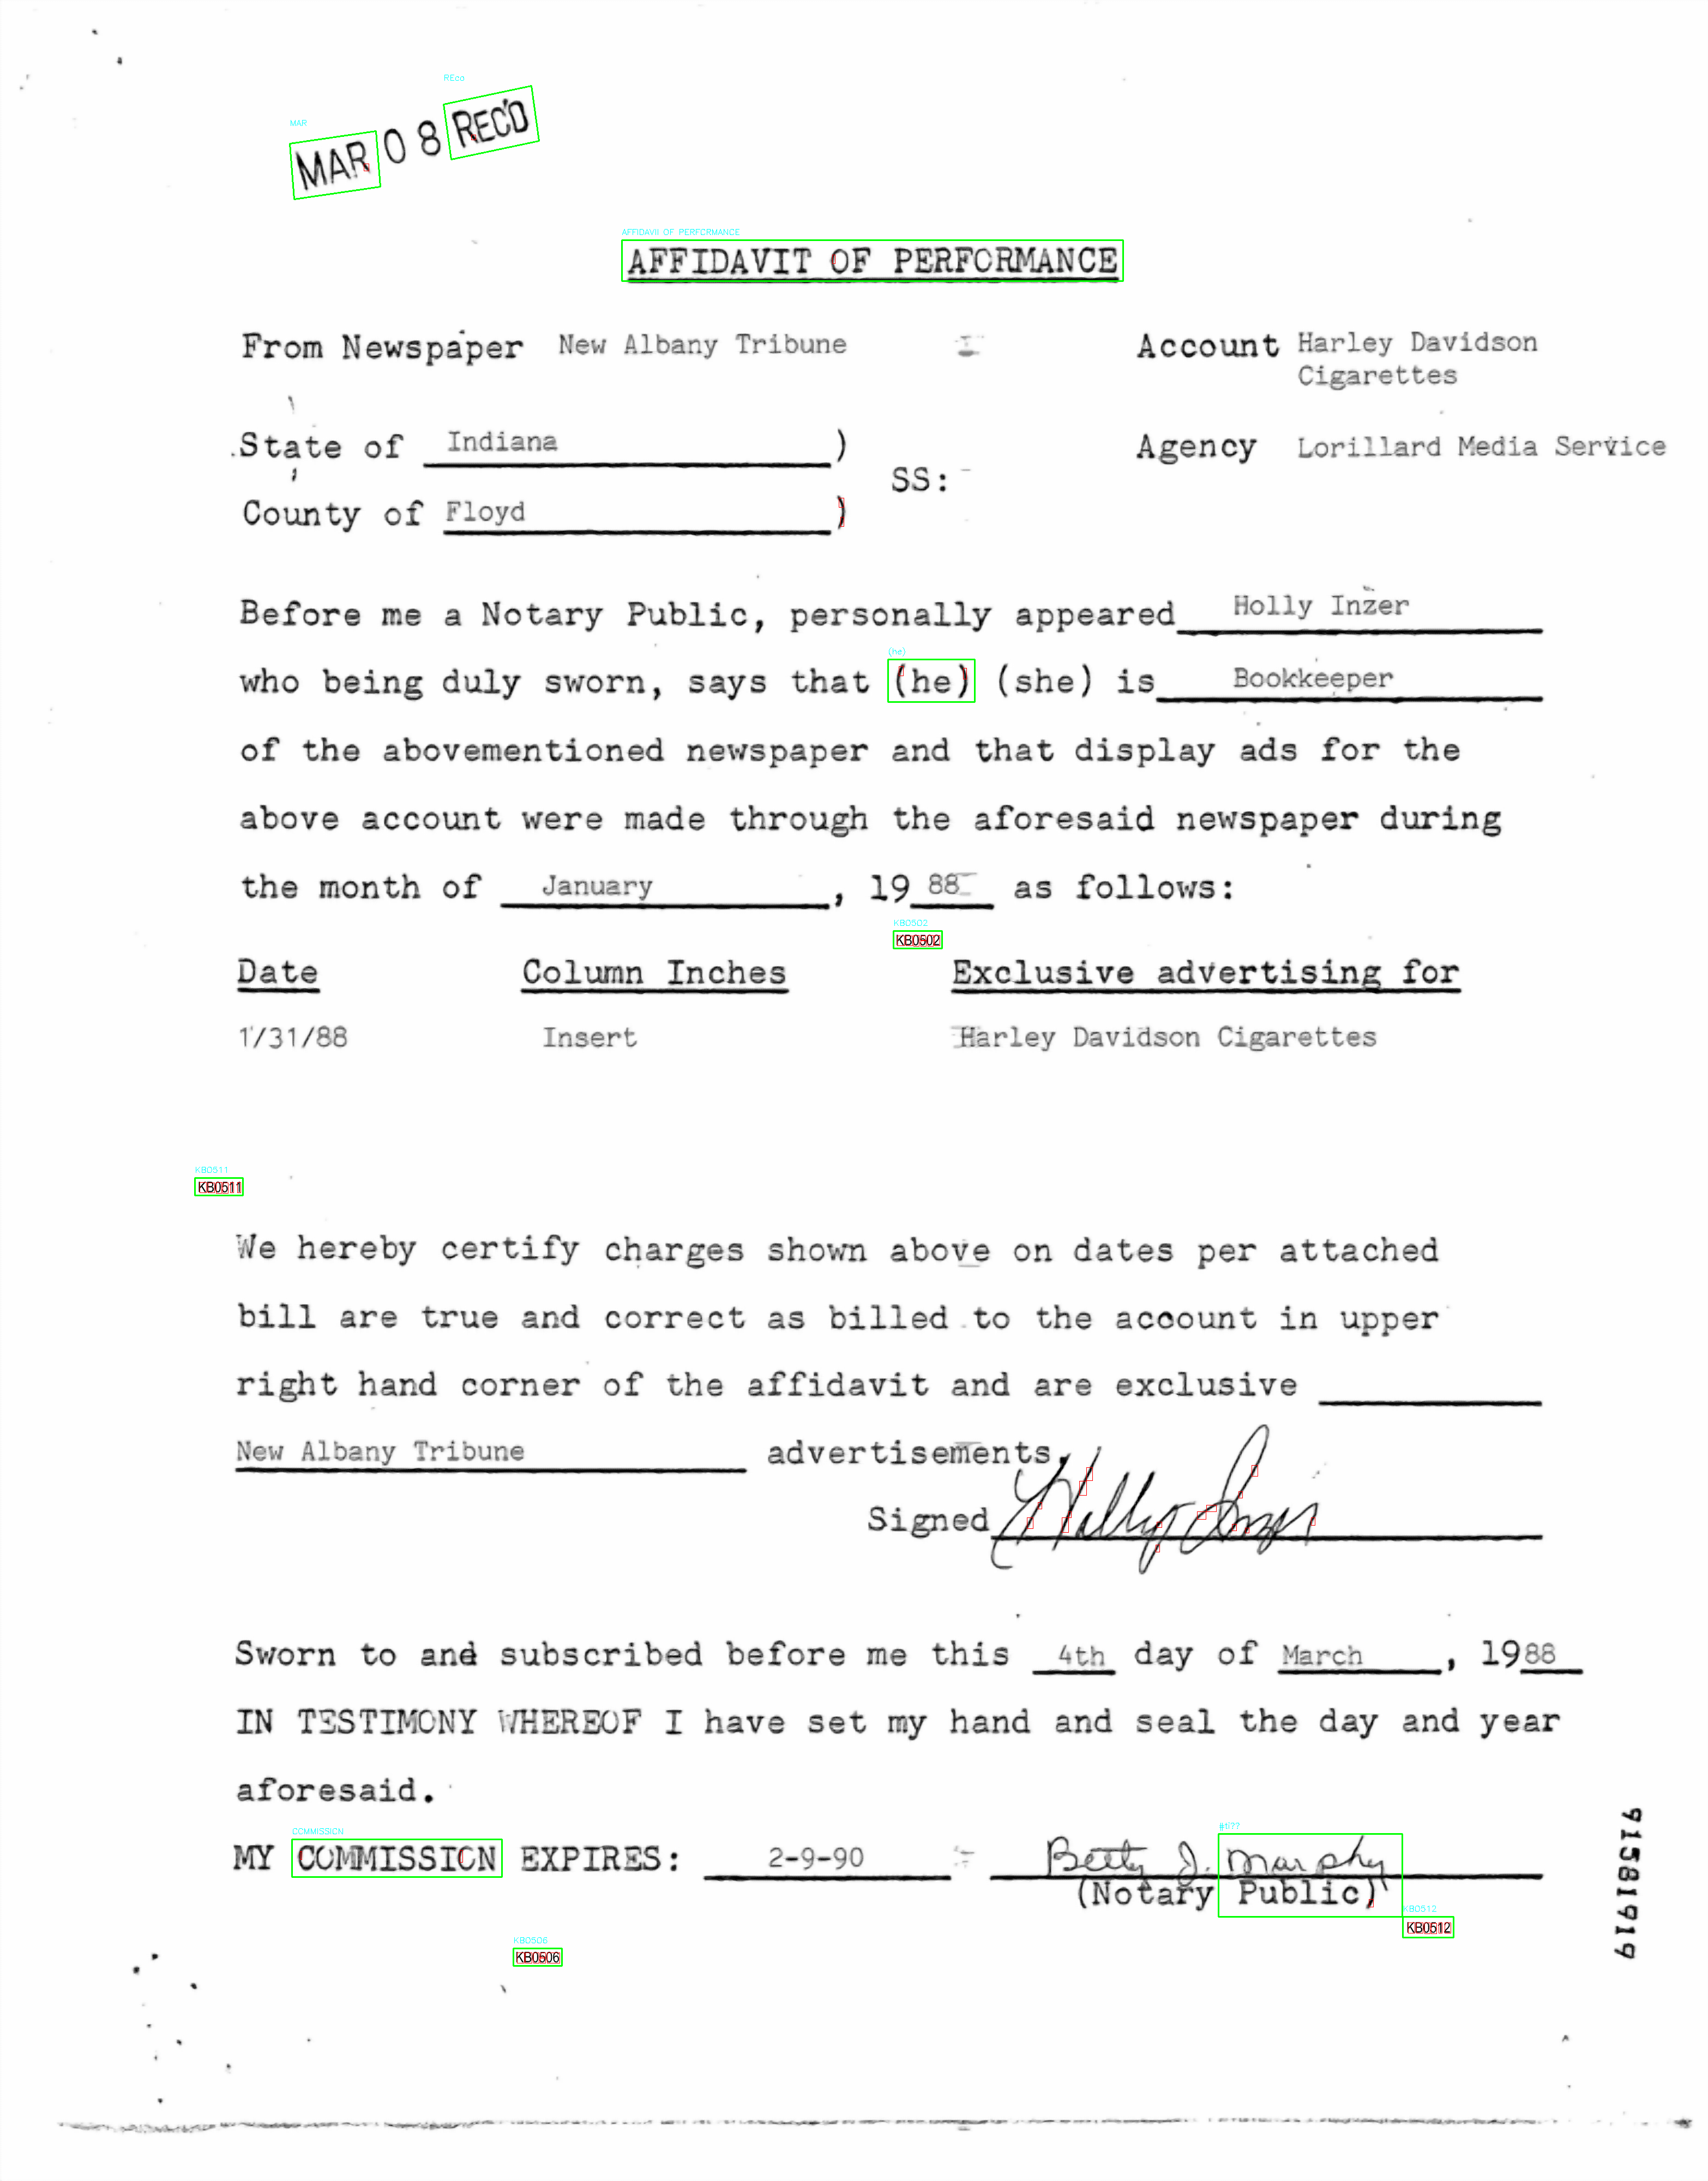 MAR 08 REC'D
AFFIDAVIT OF PERFORMANCE
From Newspaper New Albany Tribune Account Harley Davidson
Cigarettes
State of Indiana ) Agency Lorillard Media Service
SS:
County of Floyd )
Before me a Notary Public, personally appeared Holly Inzer
who being duly sworn, says that (he) (she) is Bookkeeper
of the abovementioned newspaper and that display ads for the
above account were made through the aforesaid newspaper during
the month of January, 1988 as follows:
KB0502
Date Column Inches Exclusive advertising for
1/31/88 Insert Harley Davidson Cigarettes
KB0511
We hereby certify charges shown above on dates per attached
bill are true and correct as billed to the account in upper
right hand corner of the affidavit and are exclusive
New Albany Tribune advertisements.
Signed Holly Inzer
Sworn to and subscribed before me this 4th day of March, 1988
IN TESTIMONY WHEREOF I have set my hand and seal the day and year
aforesaid.
MY COMMISSION EXPIRES: 2-9-90 Betty J. Murphy
(Notary Public)
KB0512
KB0506
91581919